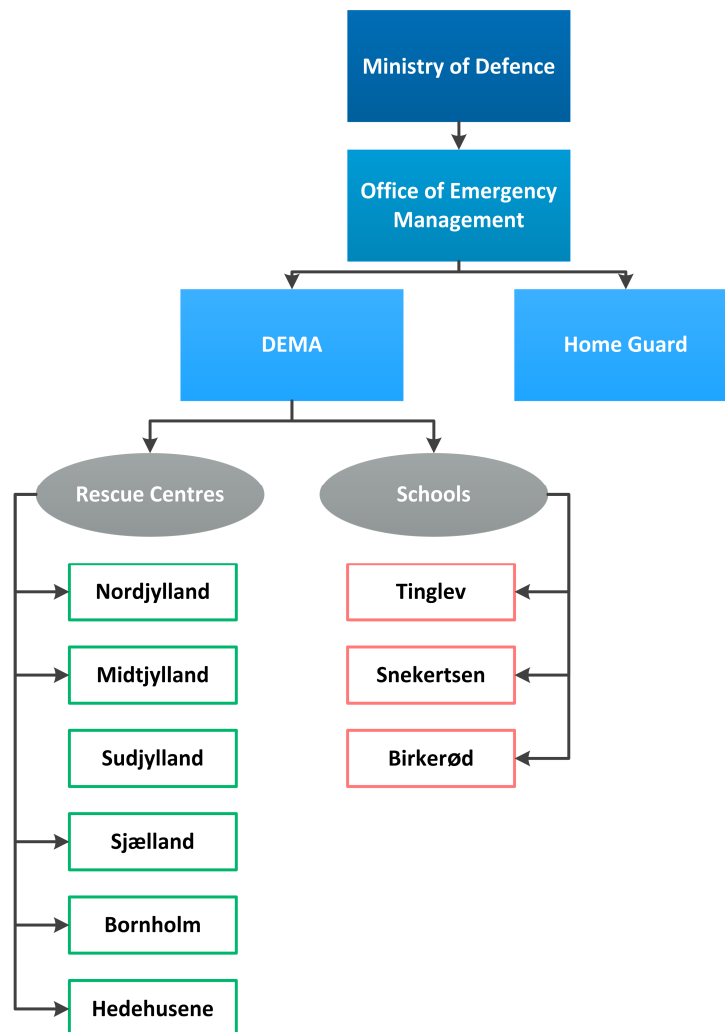 Ministry of Defence
Office of Emergency
Management
DEMA
Home Guard
Rescue Centres
Schools
Nordjylland
Tinglev
Midtjylland
Snekertsen
Sudjylland
Birkerød
Sjælland
Bornholm
Hedehusene